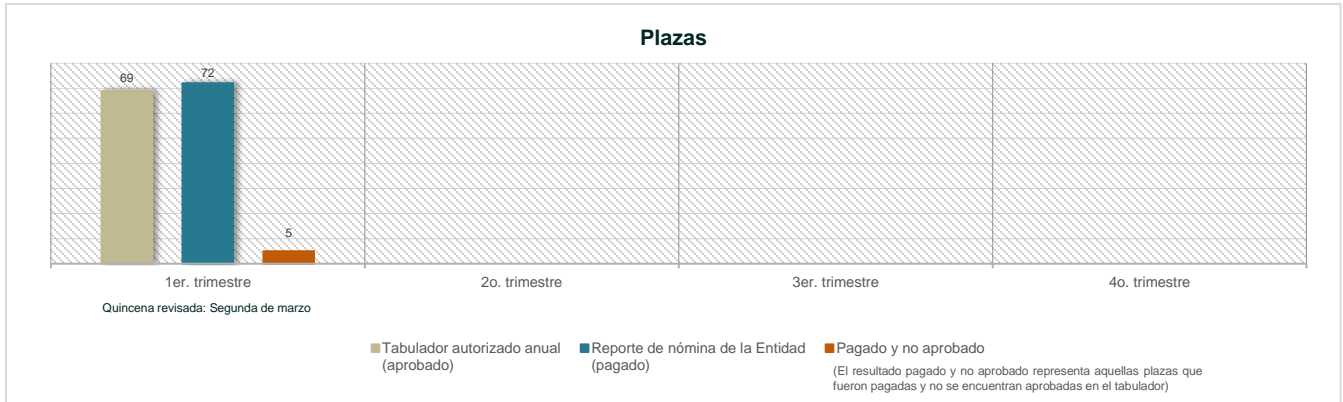 Plazas
69
72
5
1er. trimestre
2o. trimestre
3er. trimestre
4o. trimestre
Quincena revisada: Segunda de marzo
Tabulador autorizado anual
(aprobado)
Reporte de nómina de la Entidad
(pagado)
Pagado y no aprobado
(El resultado pagado y no aprobado representa aquellas plazas que
fueron pagadas y no se encuentran aprobadas en el tabulador)